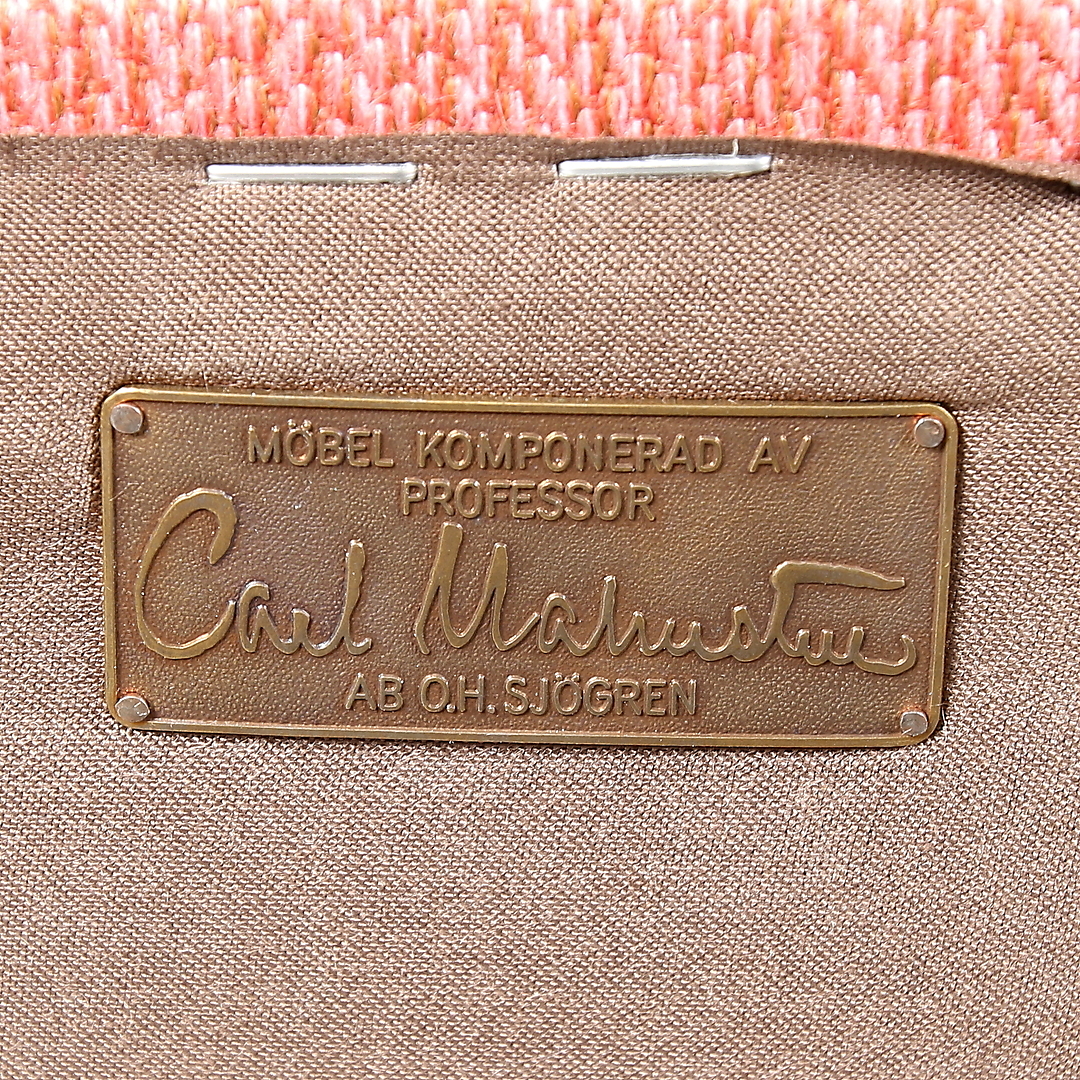 MÖBEL KOMPONERAD AV
PROFESSOR
Carl Malmsten
AB O.H. SJÖGREN